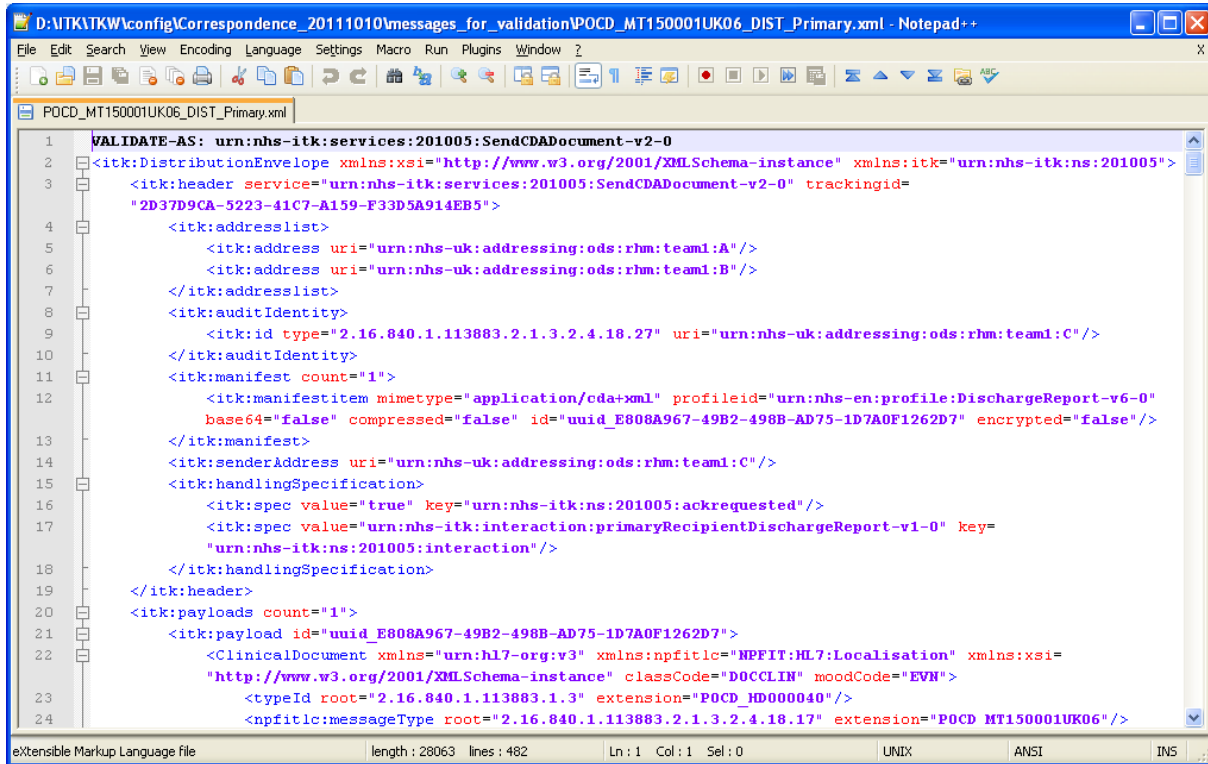 D:\ITK\TKW\config\Correspondence_20111010\messages_for_validation\POCD_MT150001UK06_DIST_Primary.xml - Notepad++
File Edit Search View Encoding Language Settings Macro Run Plugins Window ? X
POCD_MT150001UK06_DIST_Primary.xml
1 VALIDATE-AS: urn:nhs-itk:services:201005:SendCDADocument-v2-0
2 <itk:DistributionEnvelope xmlns:xsi="http://www.w3.org/2001/XMLSchema-instance" xmlns:itk="urn:nhs-itk:ns:201005">
3 <itk:header service="urn:nhs-itk:services:201005:SendCDADocument-v2-0" trackingid=
"2D37D9CA-5223-41C7-A159-F33D5A914EB5">
4 <itk:addresslist>
5 <itk:address uri="urn:nhs-uk:addressing:ods:rhm:team1:A"/>
6 <itk:address uri="urn:nhs-uk:addressing:ods:rhm:team1:B"/>
7 </itk:addresslist>
8 <itk:auditIdentity>
9 <itk:id type="2.16.840.1.113883.2.1.3.2.4.18.27" uri="urn:nhs-uk:addressing:ods:rhm:team1:C"/>
10 </itk:auditIdentity>
11 <itk:manifest count="1">
12 <itk:manifestitem mimetype="application/cda+xml" profileid="urn:nhs-en:profile:DischargeReport-v6-0"
base64="false" compressed="false" id="uuid_E808A967-49B2-498B-AD75-1D7A0F1262D7" encrypted="false"/>
13 </itk:manifest>
14 <itk:senderAddress uri="urn:nhs-uk:addressing:ods:rhm:team1:C"/>
15 <itk:handlingSpecification>
16 <itk:spec value="true" key="urn:nhs-itk:ns:201005:ackrequested"/>
17 <itk:spec value="urn:nhs-itk:interaction:primaryRecipientDischargeReport-v1-0" key=
"urn:nhs-itk:ns:201005:interaction"/>
18 </itk:handlingSpecification>
19 </itk:header>
20 <itk:payloads count="1">
21 <itk:payload id="uuid_E808A967-49B2-498B-AD75-1D7A0F1262D7">
22 <ClinicalDocument xmlns="urn:hl7-org:v3" xmlns:npfitlc="NPFIT:HL7:Localisation" xmlns:xsi=
"http://www.w3.org/2001/XMLSchema-instance" classCode="DOCCLIN" moodCode="EVN">
23 <typeId root="2.16.840.1.113883.1.3" extension="POCD_HD000040"/>
24 <npfitlc:messageType root="2.16.840.1.113883.2.1.3.2.4.18.17" extension="POCD_MT150001UK06"/>
eXtensible Markup Language file length : 28063 lines : 482 Ln : 1 Col : 1 Sel : 0 UNIX ANSI INS